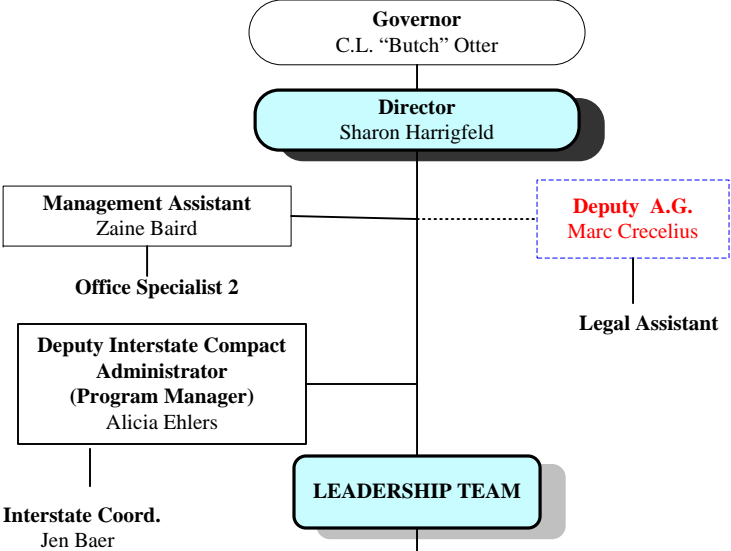 Governor
C.L. “Butch” Otter
Director
Sharon Harrigfeld
Management Assistant
Zaine Baird
Deputy A.G.
Marc Crecelius
Office Specialist 2
Legal Assistant
Deputy Interstate Compact
Administrator
(Program Manager)
Alicia Ehlers
LEADERSHIP TEAM
Interstate Coord.
Jen Baer